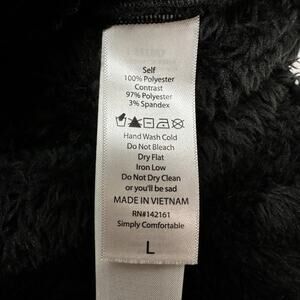 Self
100% Polyester
Contrast
97% Polyester
3% Spandex
Hand Wash Cold
Do Not Bleach
Dry Flat
Iron Low
Do Not Dry Clean
or you'll be sad
MADE IN VIETNAM
RN#142161
Simply Comfortable
L